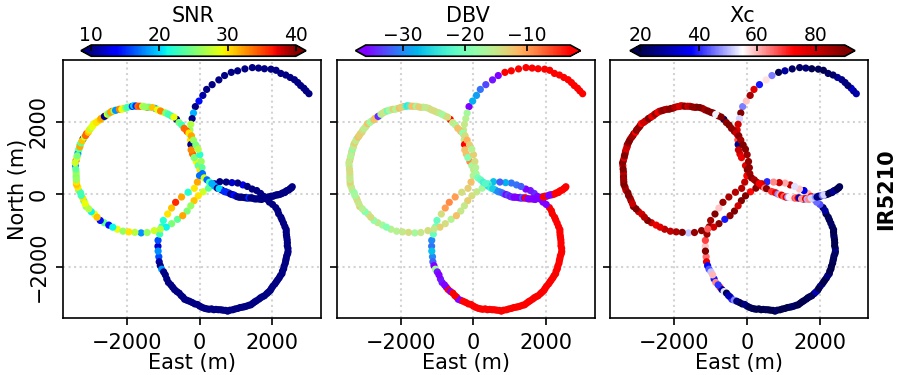 SNR DBV Xc
10 20 30 40 −30 −20 −10 20 40 60 80
2000
0
−2000
North (m)
−2000 0 2000 −2000 0 2000 −2000 0 2000
East (m) East (m) East (m)
IR5210